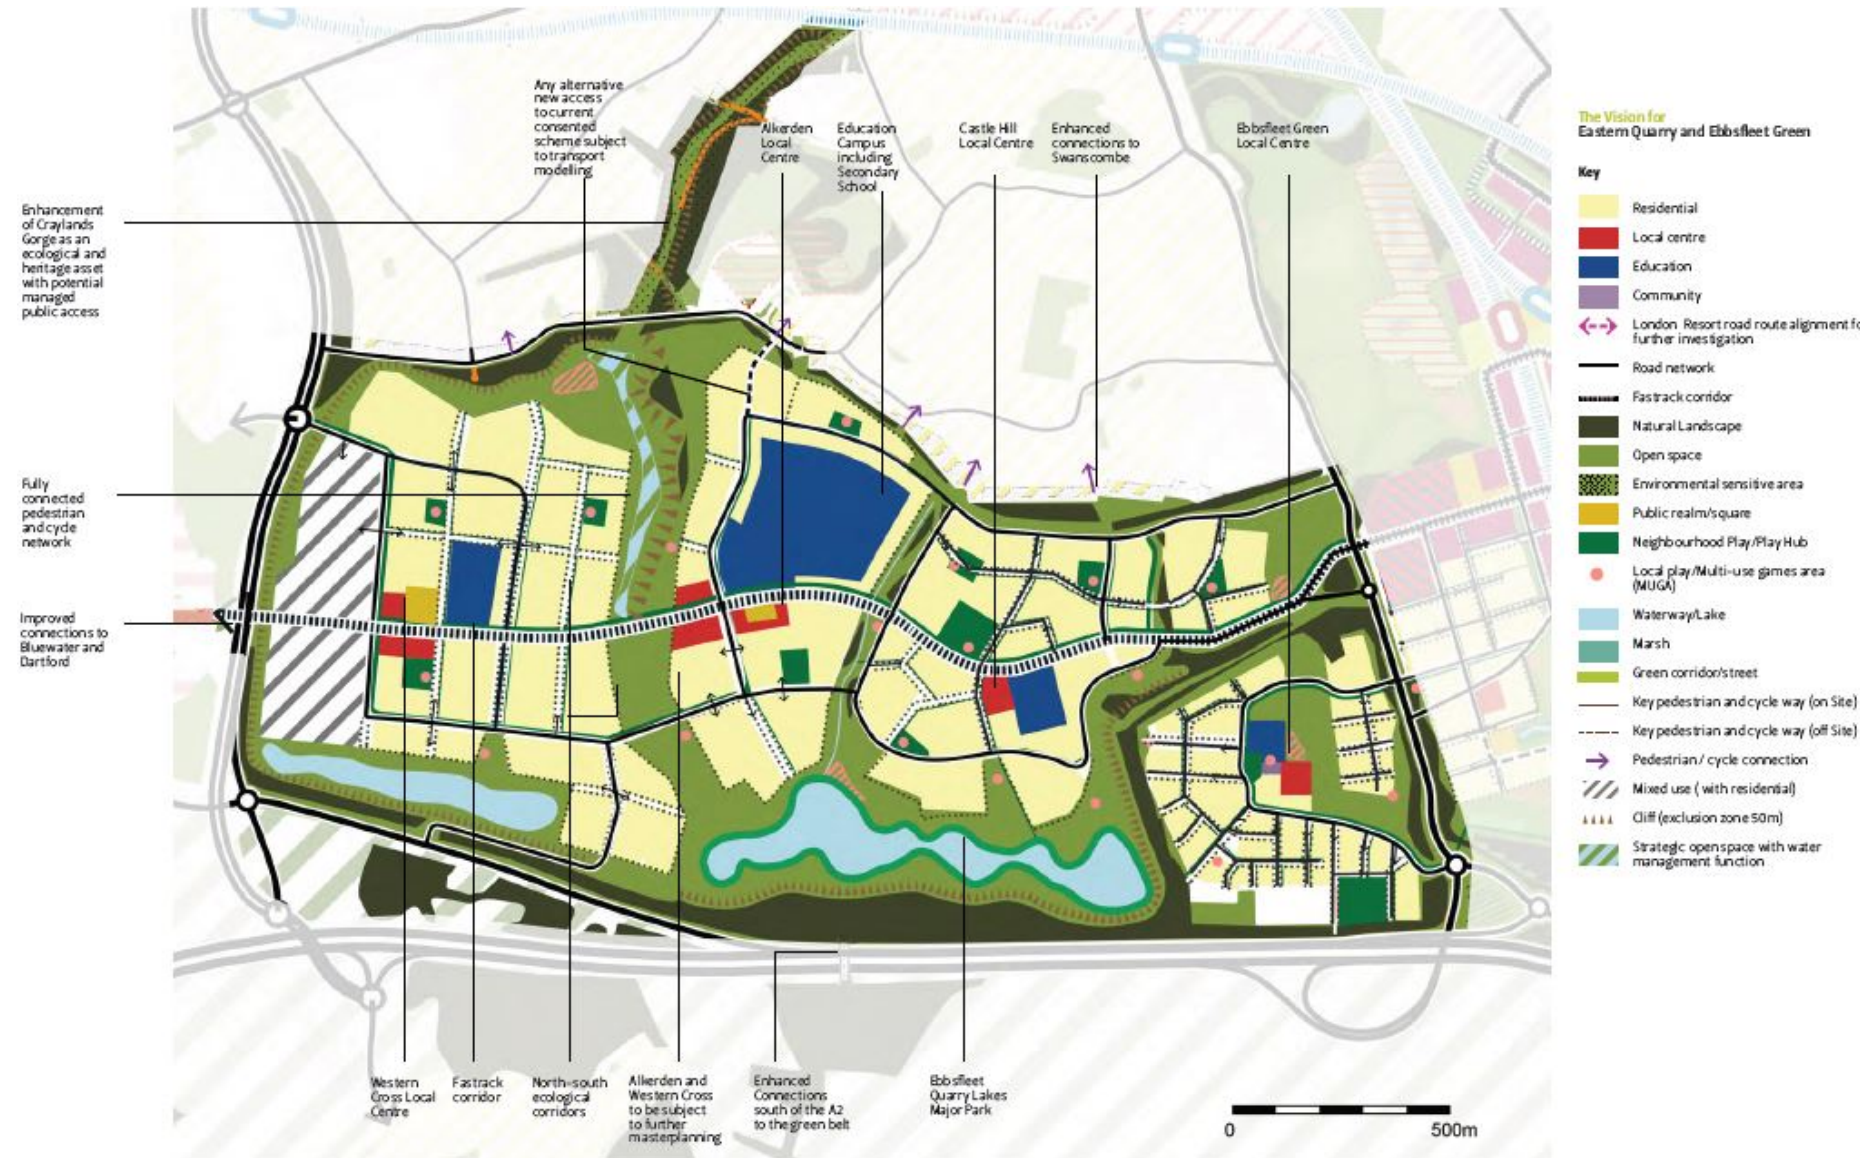 Any alternative
new access
to current
consented
scheme subject
to transport
modelling
Alkerden
Local
Centre
Education
Campus
including
Secondary
School
Castle Hill
Local Centre
Enhanced
connections to
Swanscombe
Ebbsfleet Green
Local Centre
Enhancement
of Craylands
Gorge as an
ecological and
heritage asset
with potential
managed
public access
Fully
connected
pedestrian
and cycle
network
Improved
connections to
Bluewater and
Dartford
Western
Cross Local
Centre
Fastrack
corridor
North-south
ecological
corridors
Alkerden and
Western Cross
to be subject
to further
masterplanning
Enhanced
Connections
south of the A2
to the green belt
Ebbsfleet
Quarry Lakes
Major Park
0 500m
The Vision for
Eastern Quarry and Ebbsfleet Green
Key
Residential
Local centre
Education
Community
London Resort road route alignment fo
further investigation
Road network
Fastrack corridor
Natural Landscape
Open space
Environmental sensitive area
Public realm/square
Neighbourhood Play/Play Hub
Local play/Multi-use games area
(MUGA)
Waterway/Lake
Marsh
Green corridor/street
Key pedestrian and cycle way (on Site)
Key pedestrian and cycle way (off Site)
Pedestrian / cycle connection
Mixed use ( with residential)
Cliff (exclusion zone 50m)
Strategic open space with water
management function